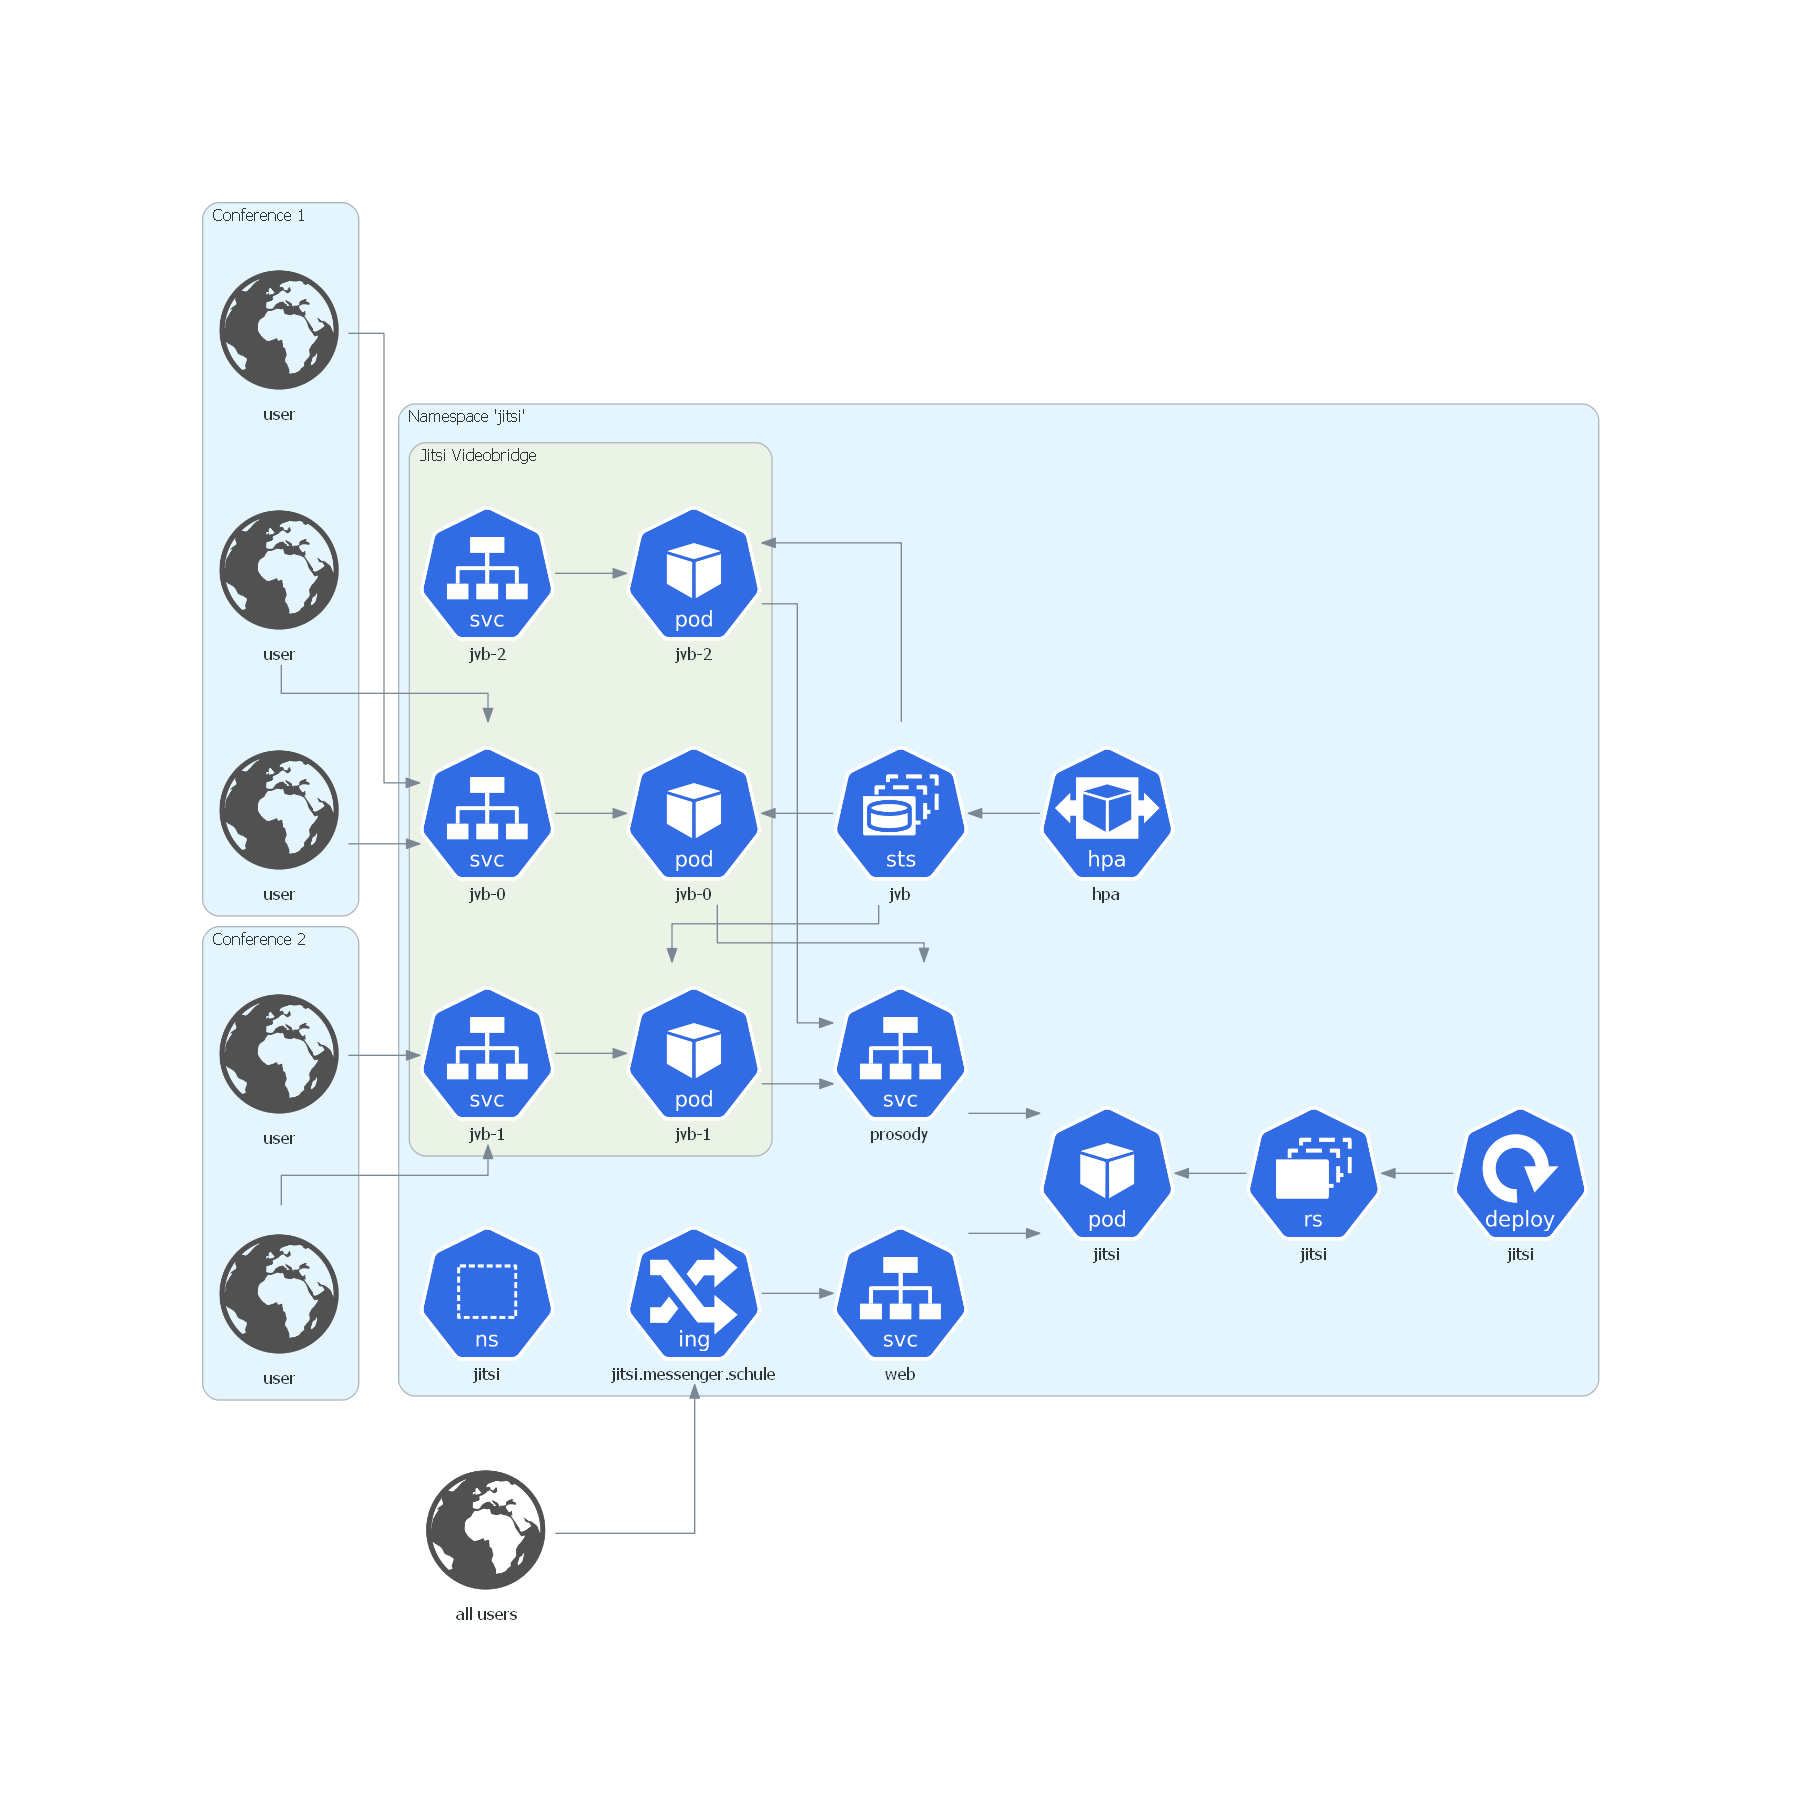 Conference 1
user
user
user
Conference 2
user
user
Namespace 'jitsi'
Jitsi Videobridge
svc
jvb-2
pod
jvb-2
svc
jvb-0
pod
jvb-0
sts
jvb
hpa
hpa
svc
jvb-1
pod
jvb-1
svc
prosody
pod
jitsi
rs
jitsi
deploy
jitsi
ns
jitsi
ing
jitsi.messenger.schule
svc
web
all users